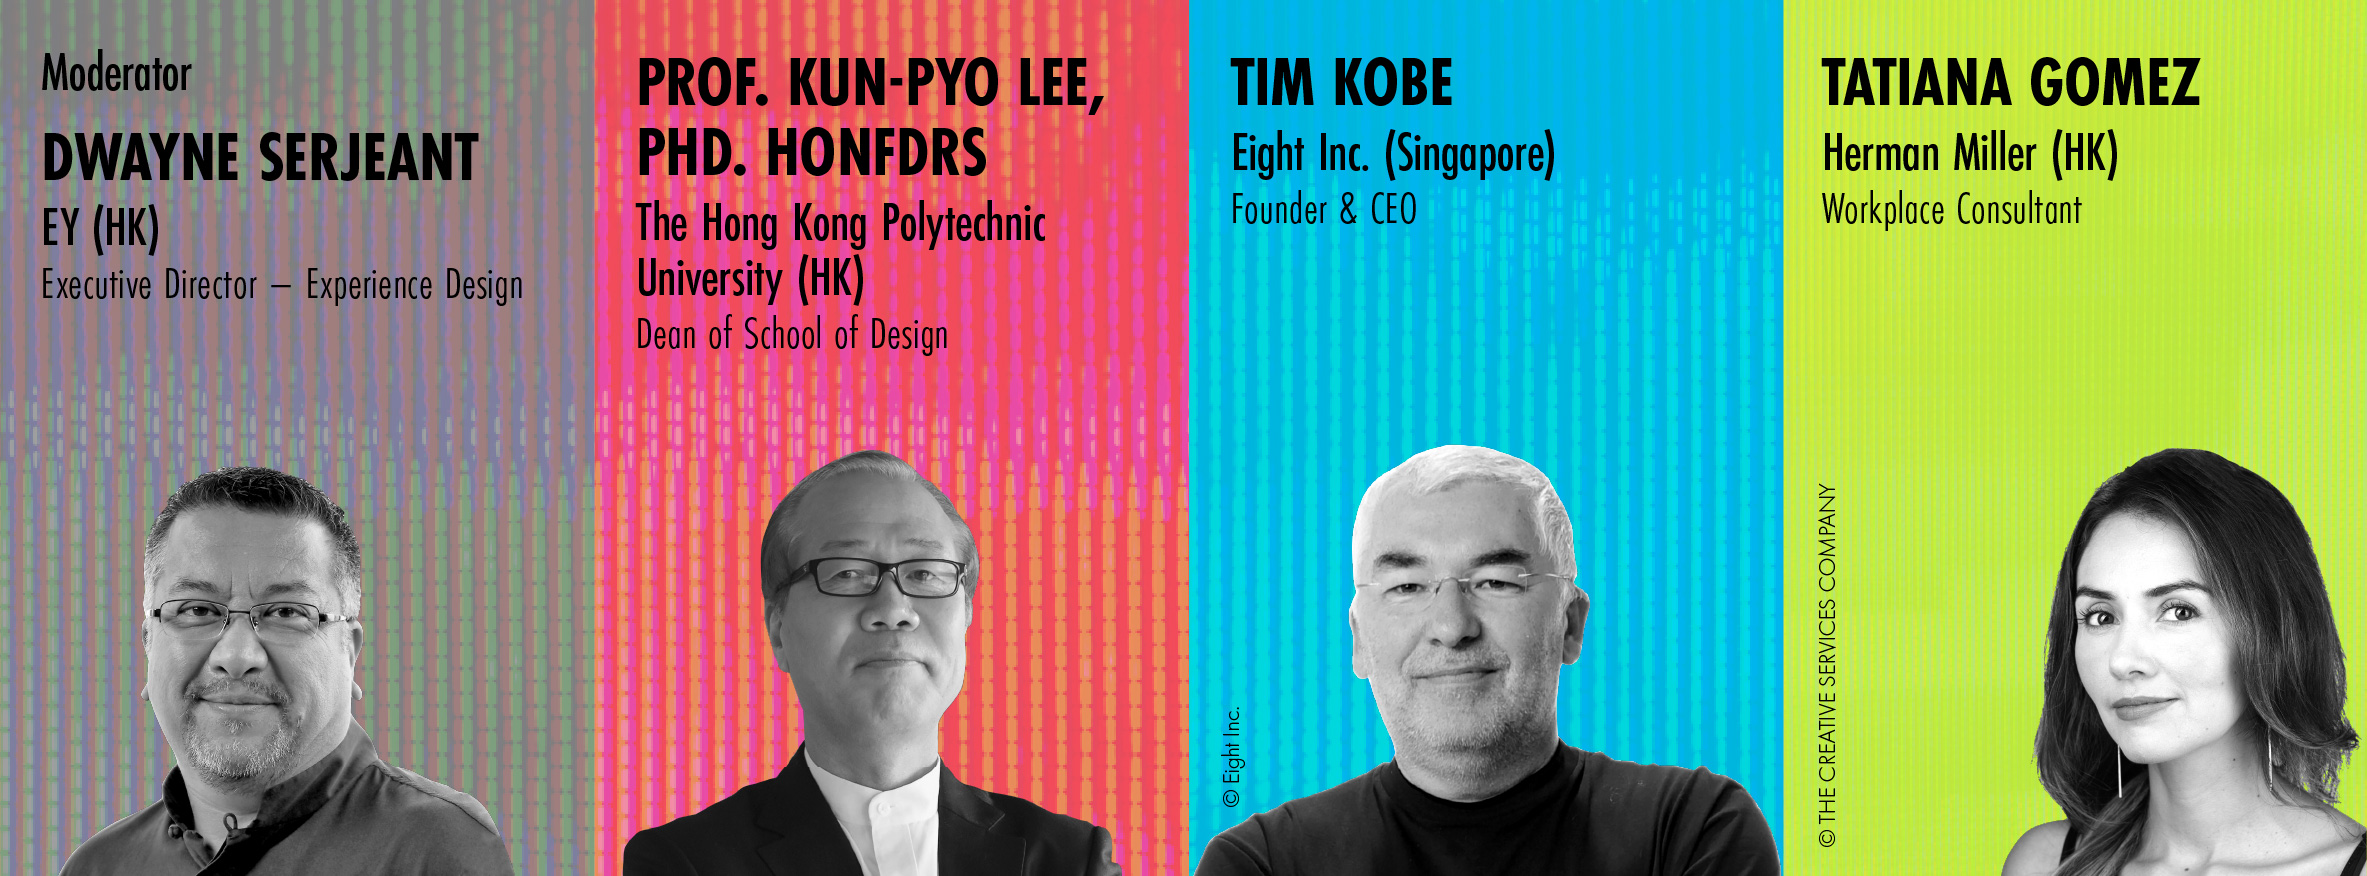 Moderator
DWAYNE SERJEANT
EY (HK)
Executive Director – Experience Design
PROF. KUN-PYO LEE,
PHD. HONFDRS
The Hong Kong Polytechnic
University (HK)
Dean of School of Design
TIM KOBE
Eight Inc. (Singapore)
Founder & CEO
© Eight Inc.
TATIANA GOMEZ
Herman Miller (HK)
Workplace Consultant
© THE CREATIVE SERVICES COMPANY